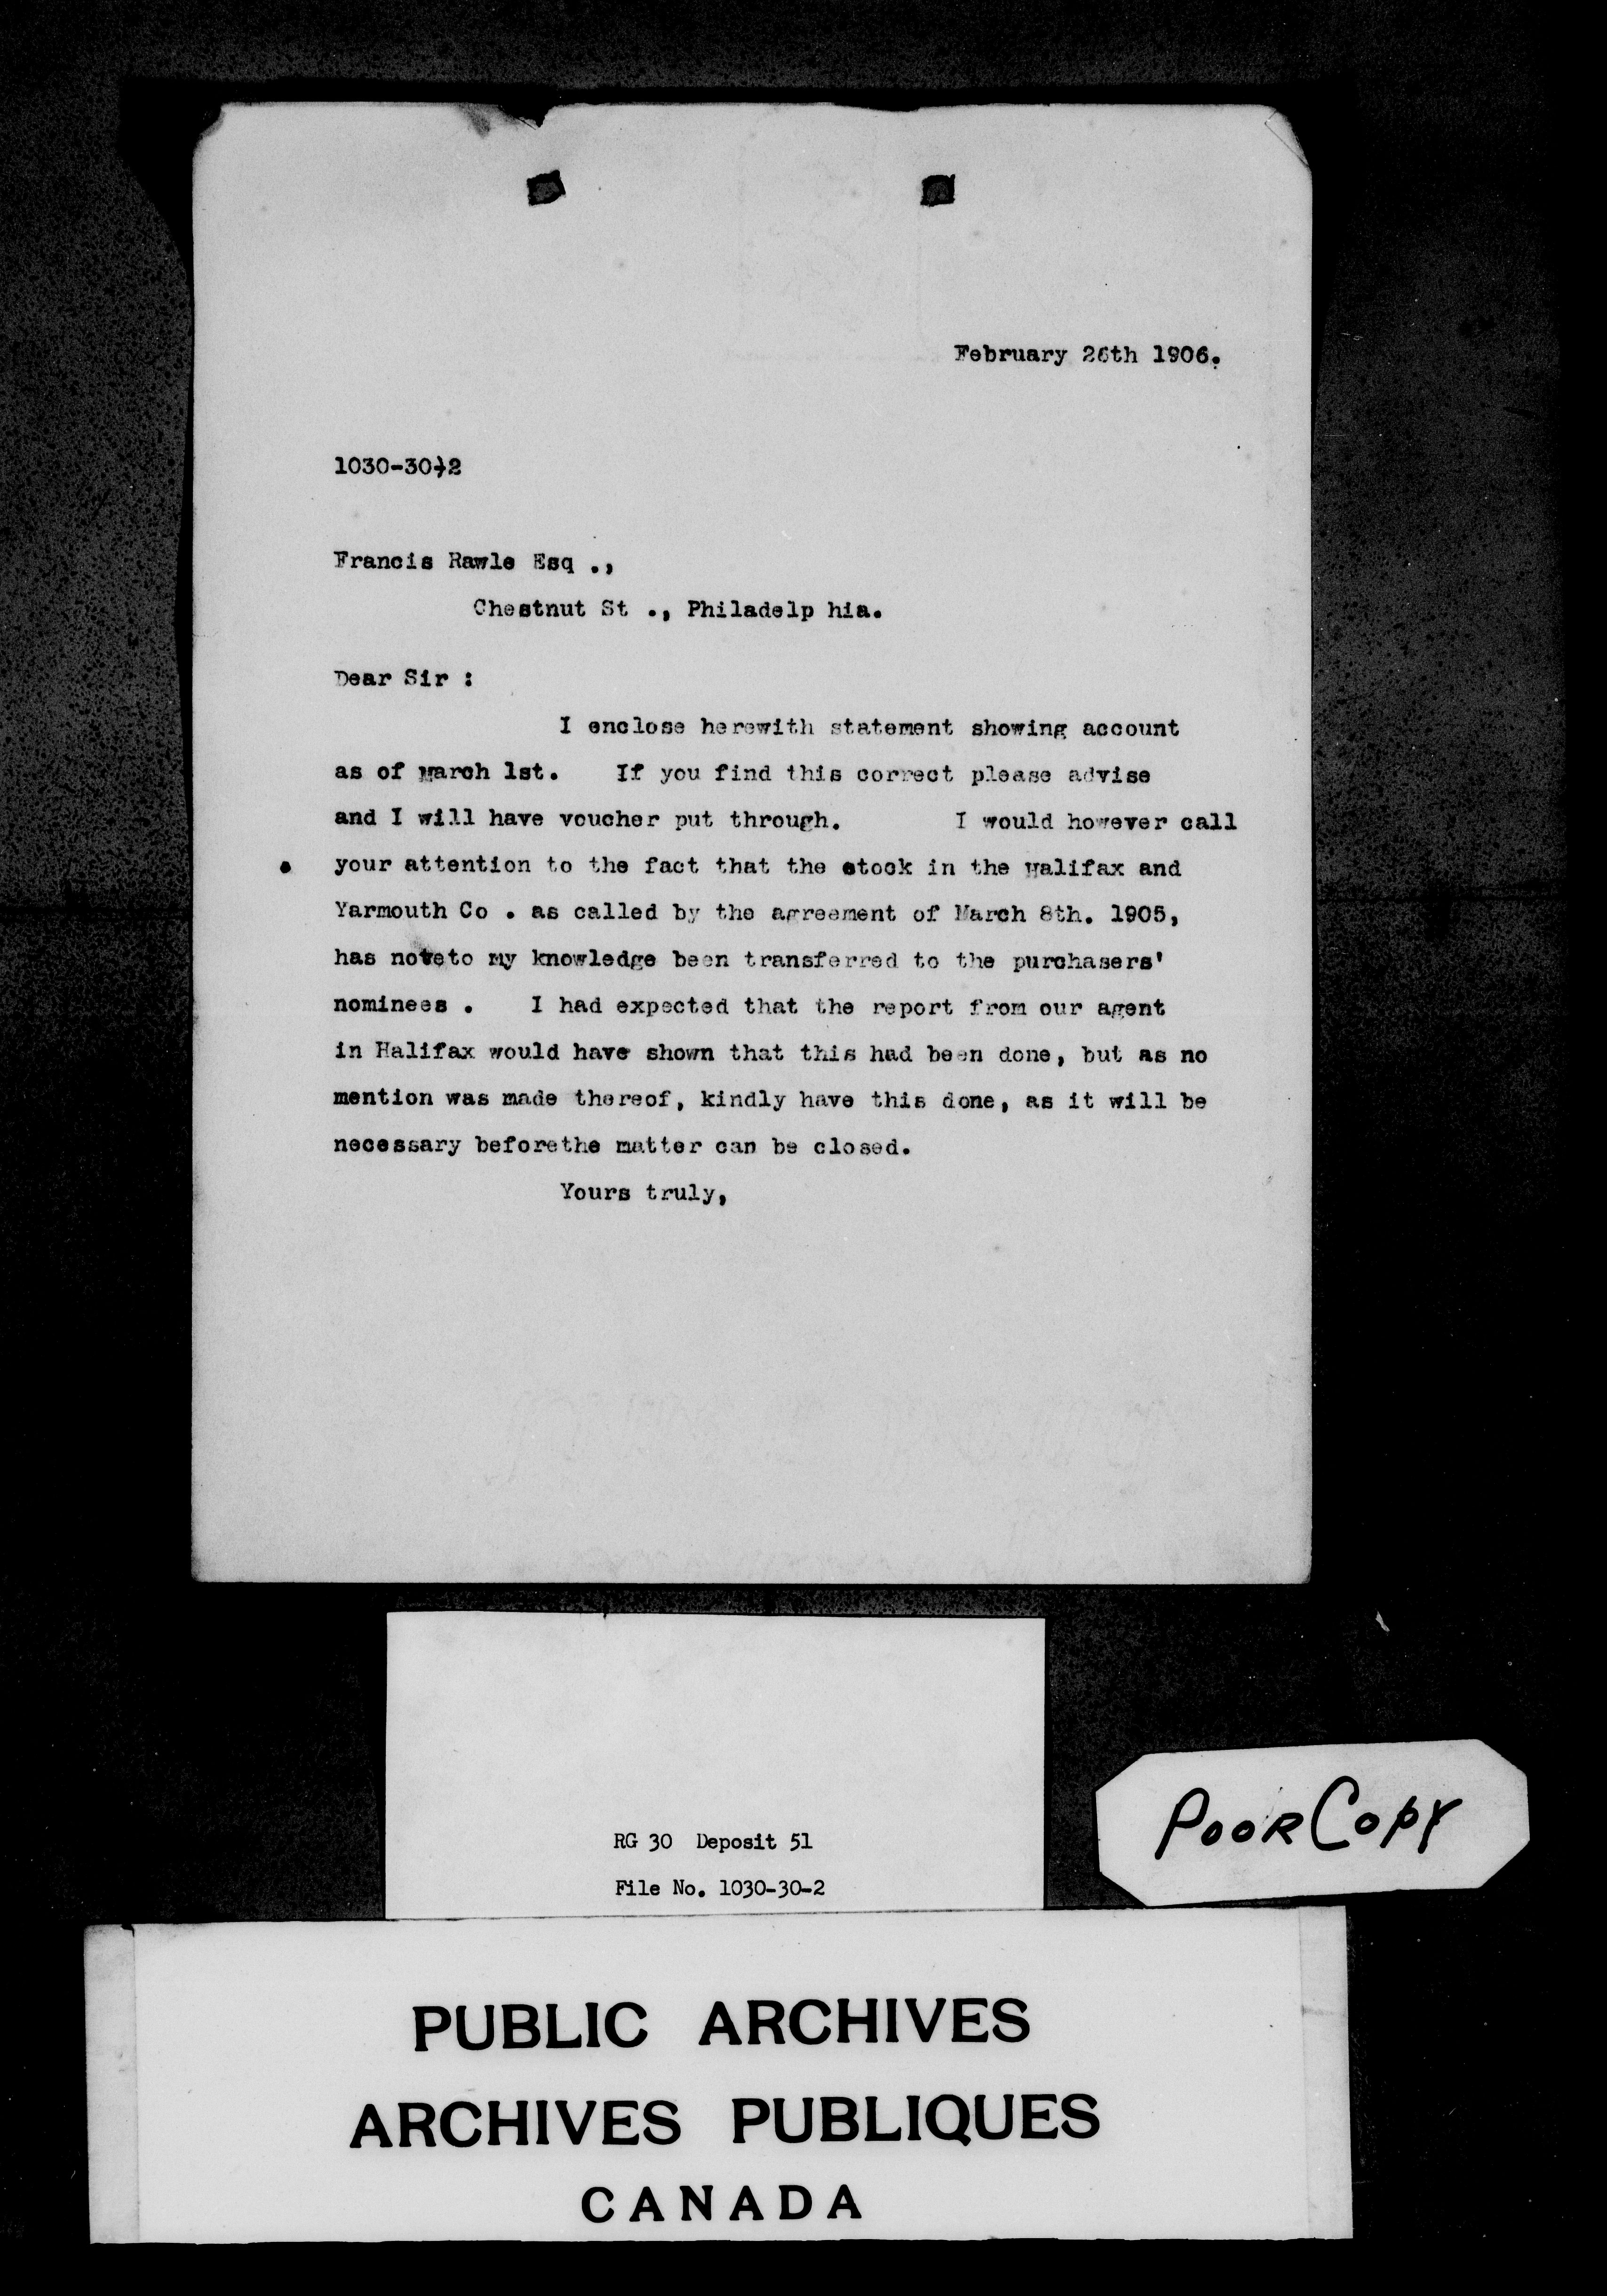 February 26th 1906.
1030-30-2
Francis Rawle Esq .,
Chestnut St ., Philadelp hia.
Dear Sir :
I enclose herewith statement showing account
as of March 1st. If you find this correct please advise
and I will have voucher put through. I would however call
your attention to the fact that the stock in the Halifax and
Yarmouth Co . as called by the agreement of March 8th. 1905,
has not to my knowledge been transferred to the purchasers'
nominees . I had expected that the report from our agent
in Halifax would have shown that this had been done, but as no
mention was made thereof, kindly have this done, as it will be
necessary beforethe matter can be closed.
Yours truly,
RG 30 Deposit 51
File No. 1030-30-2
POOR COPY
PUBLIC ARCHIVES
ARCHIVES PUBLIQUES
CANADA